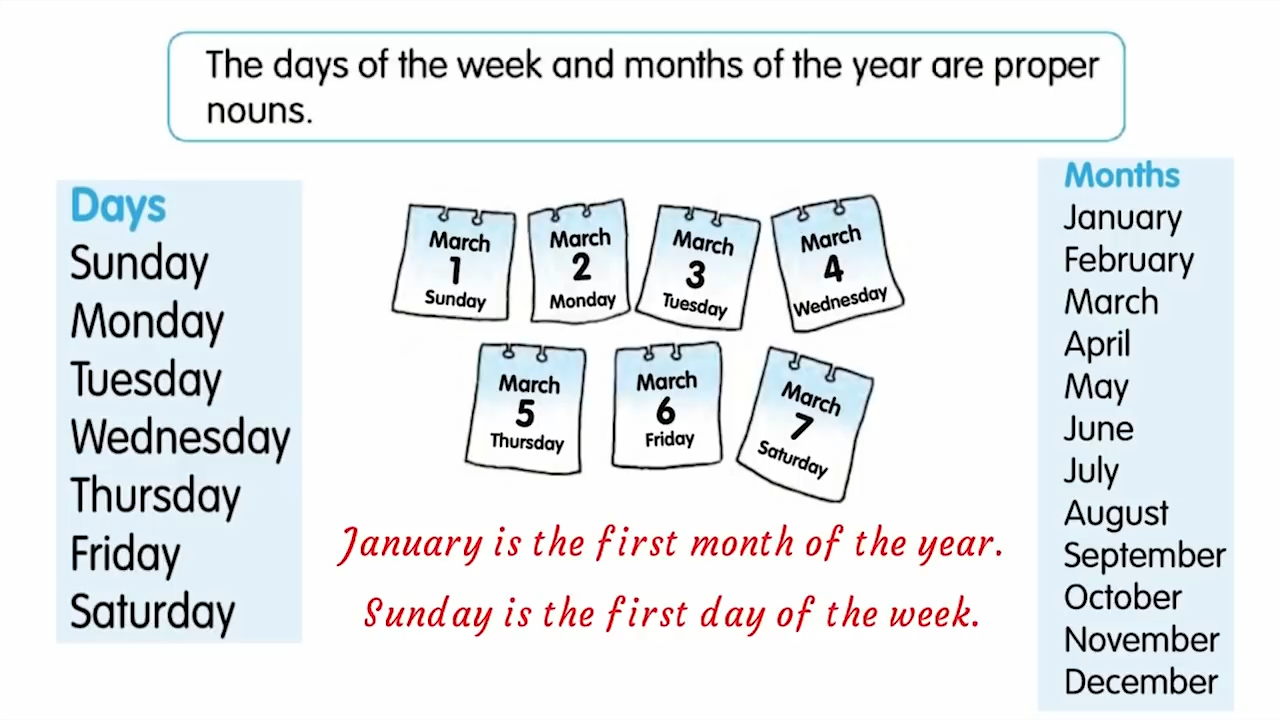 The days of the week and months of the year are proper
nouns.
Days
Sunday
Monday
Tuesday
Wednesday
Thursday
Friday
Saturday
March
1
Sunday
March
2
Monday
March
3
Tuesday
March
4
Wednesday
March
5
Thursday
March
6
Friday
March
7
Saturday
January is the first month of the year.
Sunday is the first day of the week.
Months
January
February
March
April
May
June
July
August
September
October
November
December